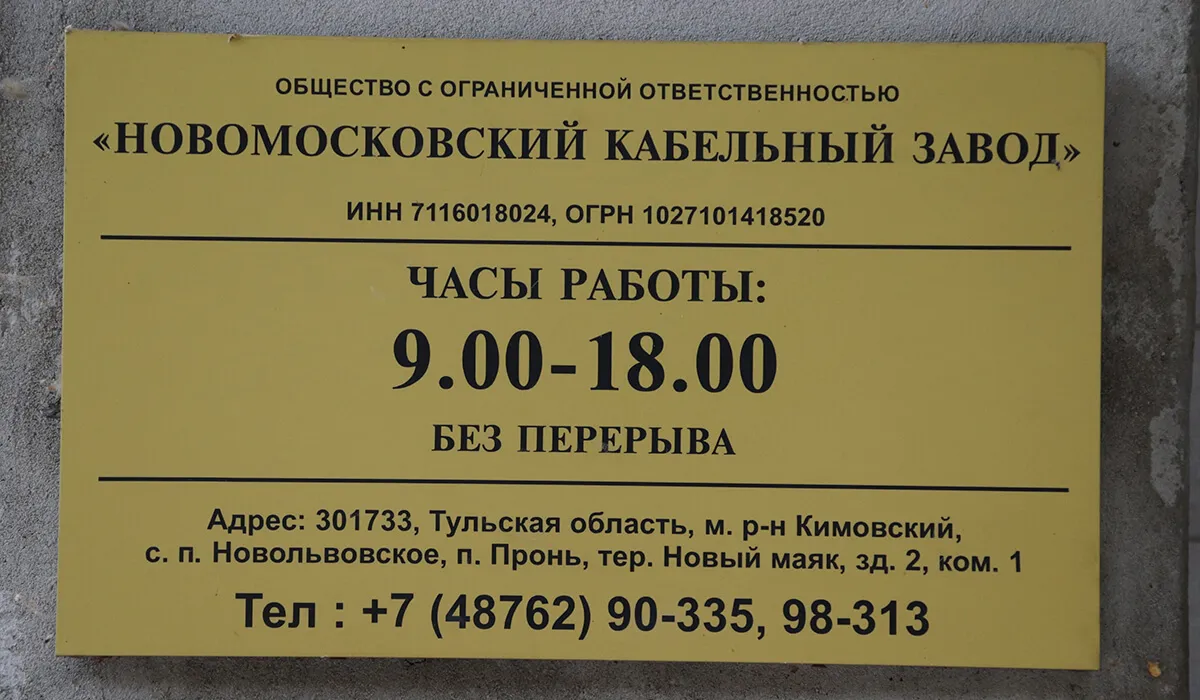 ОБЩЕСТВО С ОГРАНИЧЕННОЙ ОТВЕТСТВЕННОСТЬЮ
«НОВОМОСКОВСКИЙ КАБЕЛЬНЫЙ ЗАВОД»
ИНН 7116018024, ОГРН 1027101418520
ЧАСЫ РАБОТЫ:
9.00-18.00
БЕЗ ПЕРЕРЫВА
Адрес: 301733, Тульская область, м. р-н Кимовский,
с. п. Новольвовское, п. Пронь, тер. Новый маяк, зд. 2, ком. 1
Тел : +7 (48762) 90-335, 98-313